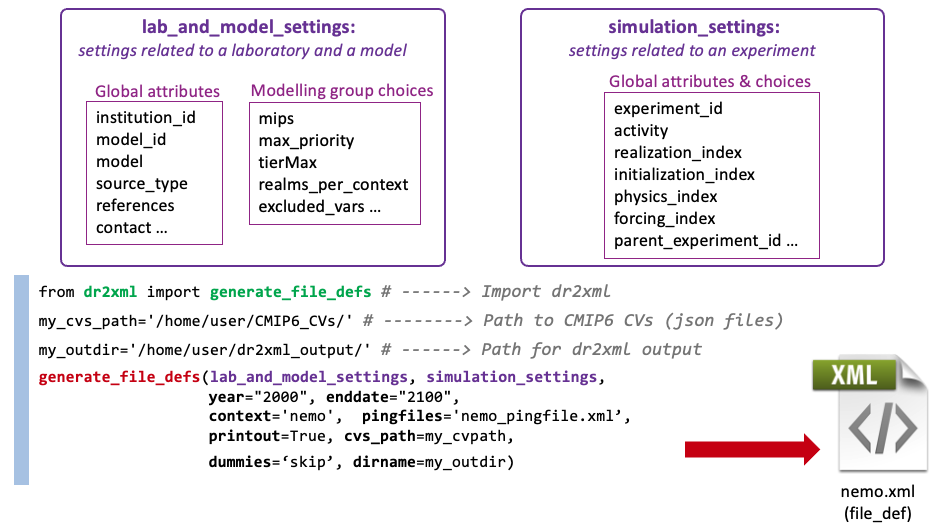 lab_and_model_settings:
settings related to a laboratory and a model
Global attributes
institution_id
model_id
model
source_type
references
contact ...
Modelling group choices
mips
max_priority
tierMax
realms_per_context
excluded_vars ...
simulation_settings:
settings related to an experiment
Global attributes & choices
experiment_id
activity
realization_index
initialization_index
physics_index
forcing_index
parent_experiment_id ...
from dr2xml import generate_file_defs # ------> Import dr2xml
my_cvs_path='/home/user/CMIP6_CVs/' # --------> Path to CMIP6 CVs (json files)
my_outdir='/home/user/dr2xml_output/' # ------> Path for dr2xml output
generate_file_defs(lab_and_model_settings, simulation_settings,
year="2000", enddate="2100",
context='nemo', pingfiles='nemo_pingfile.xml’,
printout=True, cvs_path=my_cvpath,
dummies=‘skip’, dirname=my_outdir)
XML
</>
nemo.xml
(file_def)